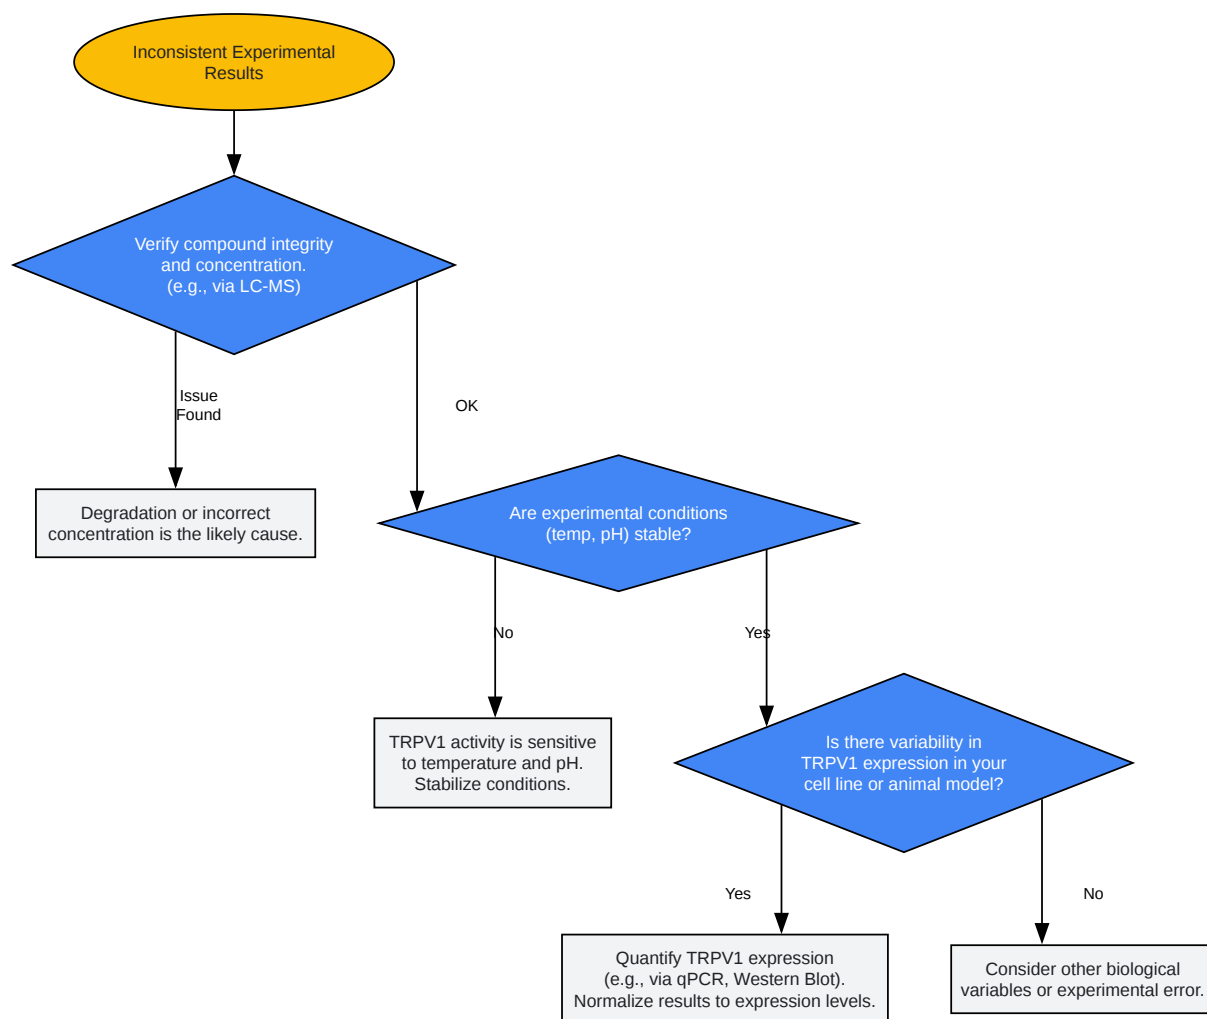 Inconsistent Experimental
Results
Verify compound integrity
and concentration.
(e.g., via LC-MS)
Issue
Found
OK
Degradation or incorrect
concentration is the likely cause.
Are experimental conditions
(temp, pH) stable?
No
Yes
TRPV1 activity is sensitive
to temperature and pH.
Stabilize conditions.
Is there variability in
TRPV1 expression in your
cell line or animal model?
Yes
No
Quantify TRPV1 expression
(e.g., via qPCR, Western Blot).
Normalize results to expression levels.
Consider other biological
variables or experimental error.